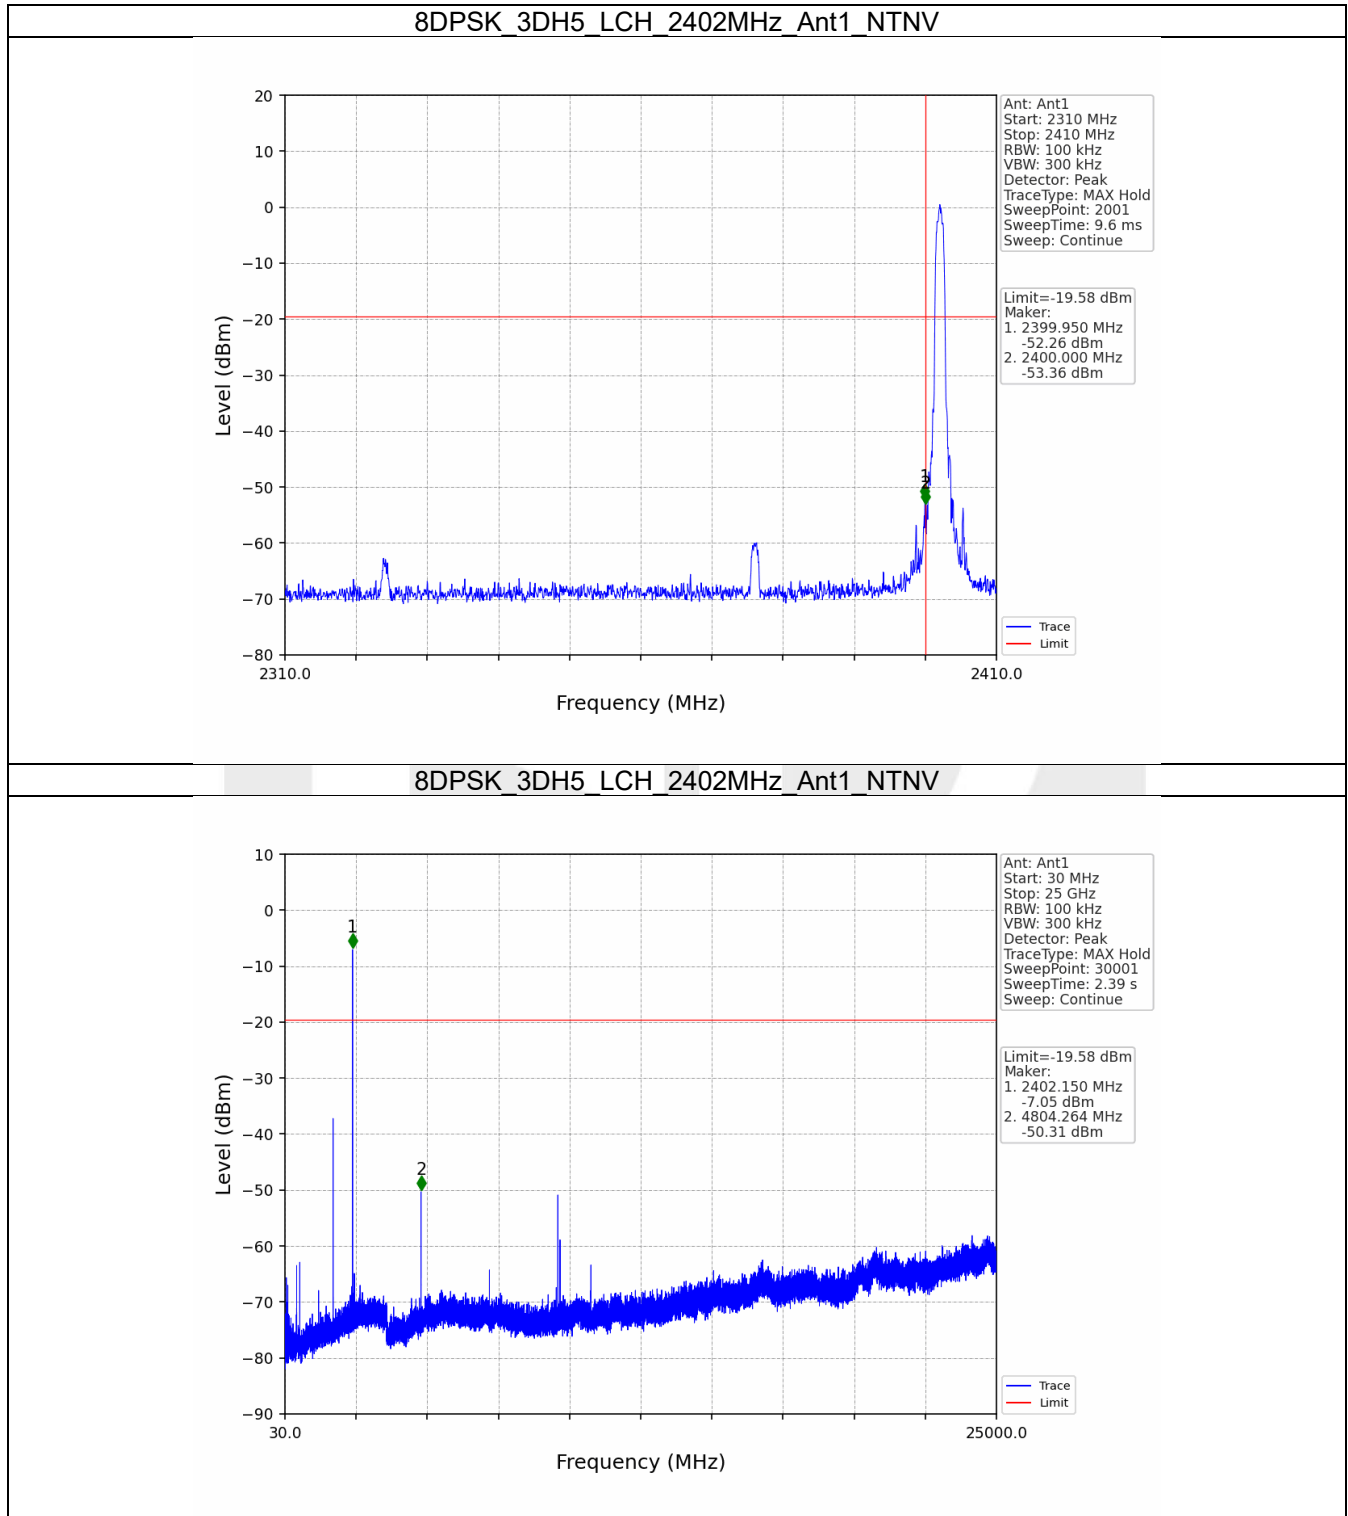 8DPSK_3DH5_LCH_2402MHz_Ant1_NTNV
20
10
0
−10
−20
−30
−40
−50
−60
−70
−80
Level (dBm)
1
2
2310.0
2410.0
Frequency (MHz)
Ant: Ant1
Start: 2310 MHz
Stop: 2410 MHz
RBW: 100 kHz
VBW: 300 kHz
Detector: Peak
TraceType: MAX Hold
SweepPoint: 2001
SweepTime: 9.6 ms
Sweep: Continue
Limit=-19.58 dBm
Maker:
1. 2399.950 MHz
-52.26 dBm
2. 2400.000 MHz
-53.36 dBm
Trace
Limit
8DPSK_3DH5_LCH_2402MHz_Ant1_NTNV
10
0
−10
−20
−30
−40
−50
−60
−70
−80
−90
Level (dBm)
1
2
30.0
25000.0
Frequency (MHz)
Ant: Ant1
Start: 30 MHz
Stop: 25 GHz
RBW: 100 kHz
VBW: 300 kHz
Detector: Peak
TraceType: MAX Hold
SweepPoint: 30001
SweepTime: 2.39 s
Sweep: Continue
Limit=-19.58 dBm
Maker:
1. 2402.150 MHz
-7.05 dBm
2. 4804.264 MHz
-50.31 dBm
Trace
Limit